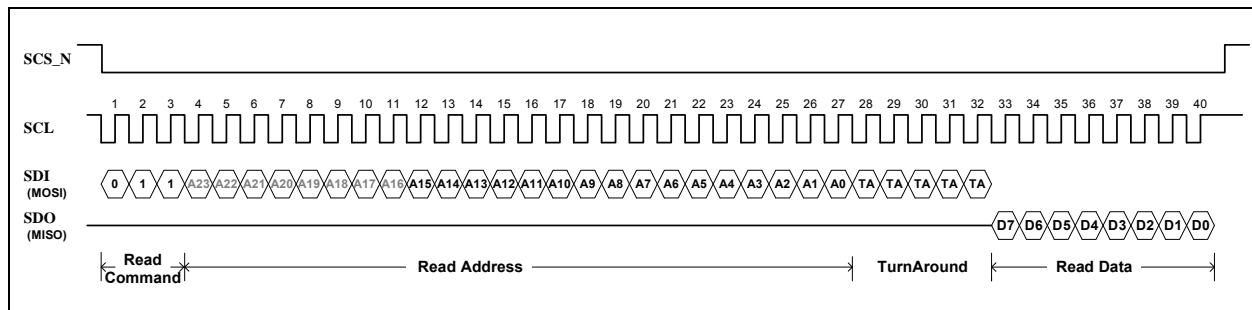 SCS_N
1 2 3 4 5 6 7 8 9 10 11 12 13 14 15 16 17 18 19 20 21 22 23 24 25 26 27 28 29 30 31 32 33 34 35 36 37 38 39 40
SCL
SDI 0 1 1 A23 A22 A21 A20 A19 A18 A17 A16 A15 A14 A13 A12 A11 A10 A9 A8 A7 A6 A5 A4 A3 A2 A1 A0 TA TA TA TA TA
(MOSI)
SDO D7 D6 D5 D4 D3 D2 D1 D0
(MISO)
Read Command Read Address TurnAround Read Data